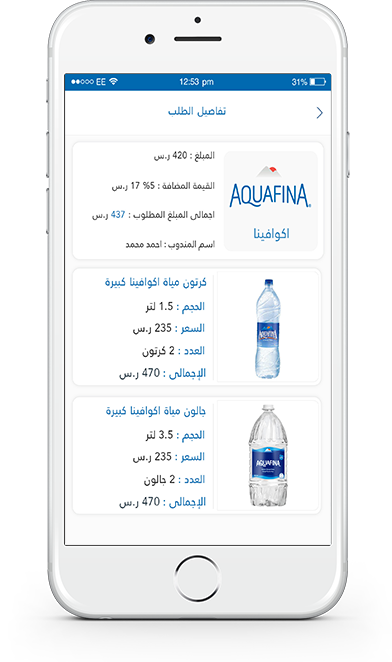 EE
12:53 pm
31%
تفاصيل الطلب
AQUAFINA
اكوافينا
المبلغ : 420 ر.س
القيمة المضافة : 5% 17 ر.س
اجمالى المبلغ المطلوب : 437 ر.س
اسم المندوب : احمد محمد
كرتون مياة اكوافينا كبيرة
الحجم : 1.5 لتر
السعر : 235 ر.س
العدد : 2 كرتون
الإجمالى : 470 ر.س
AQUAFINA
جالون مياة اكوافينا كبيرة
الحجم : 3.5 لتر
السعر : 235 ر.س
العدد : 2 جالون
الإجمالى : 470 ر.س
AQUAFINA